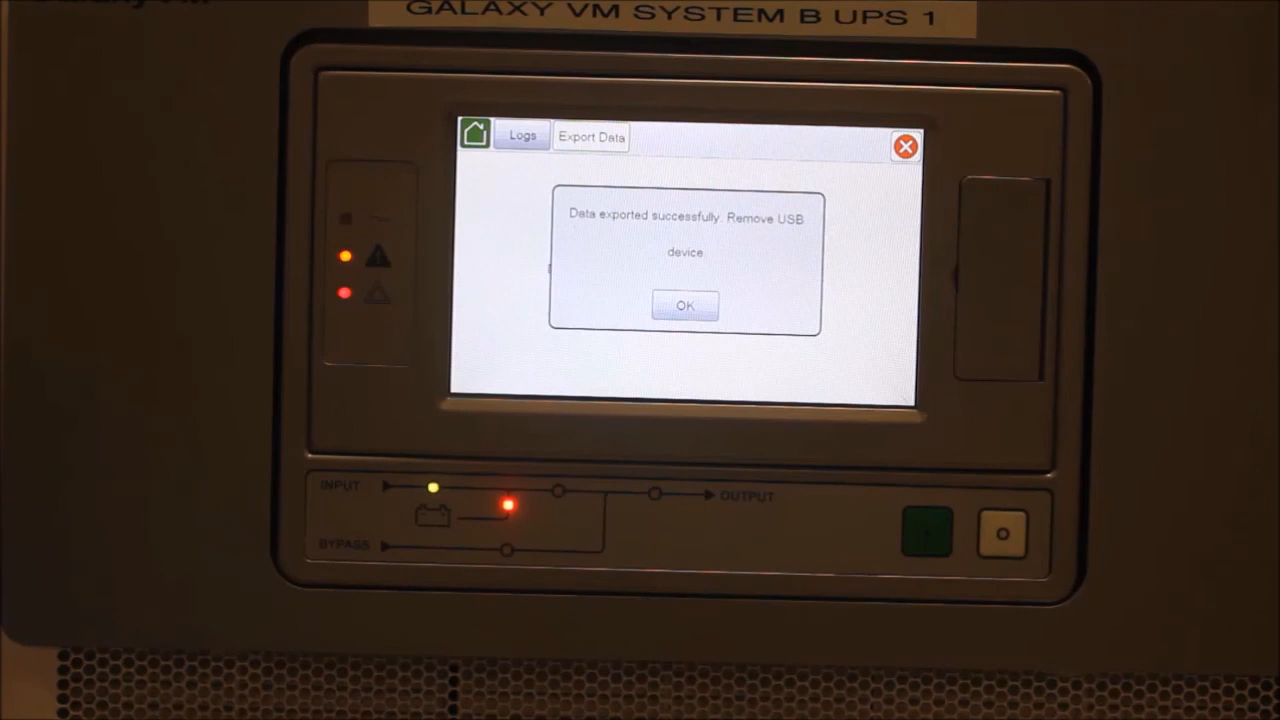 GALAXY VM SYSTEM B UPS 1
Logs
Export Data
Data exported successfully. Remove USB
device.
OK
INPUT
OUTPUT
BYPASS